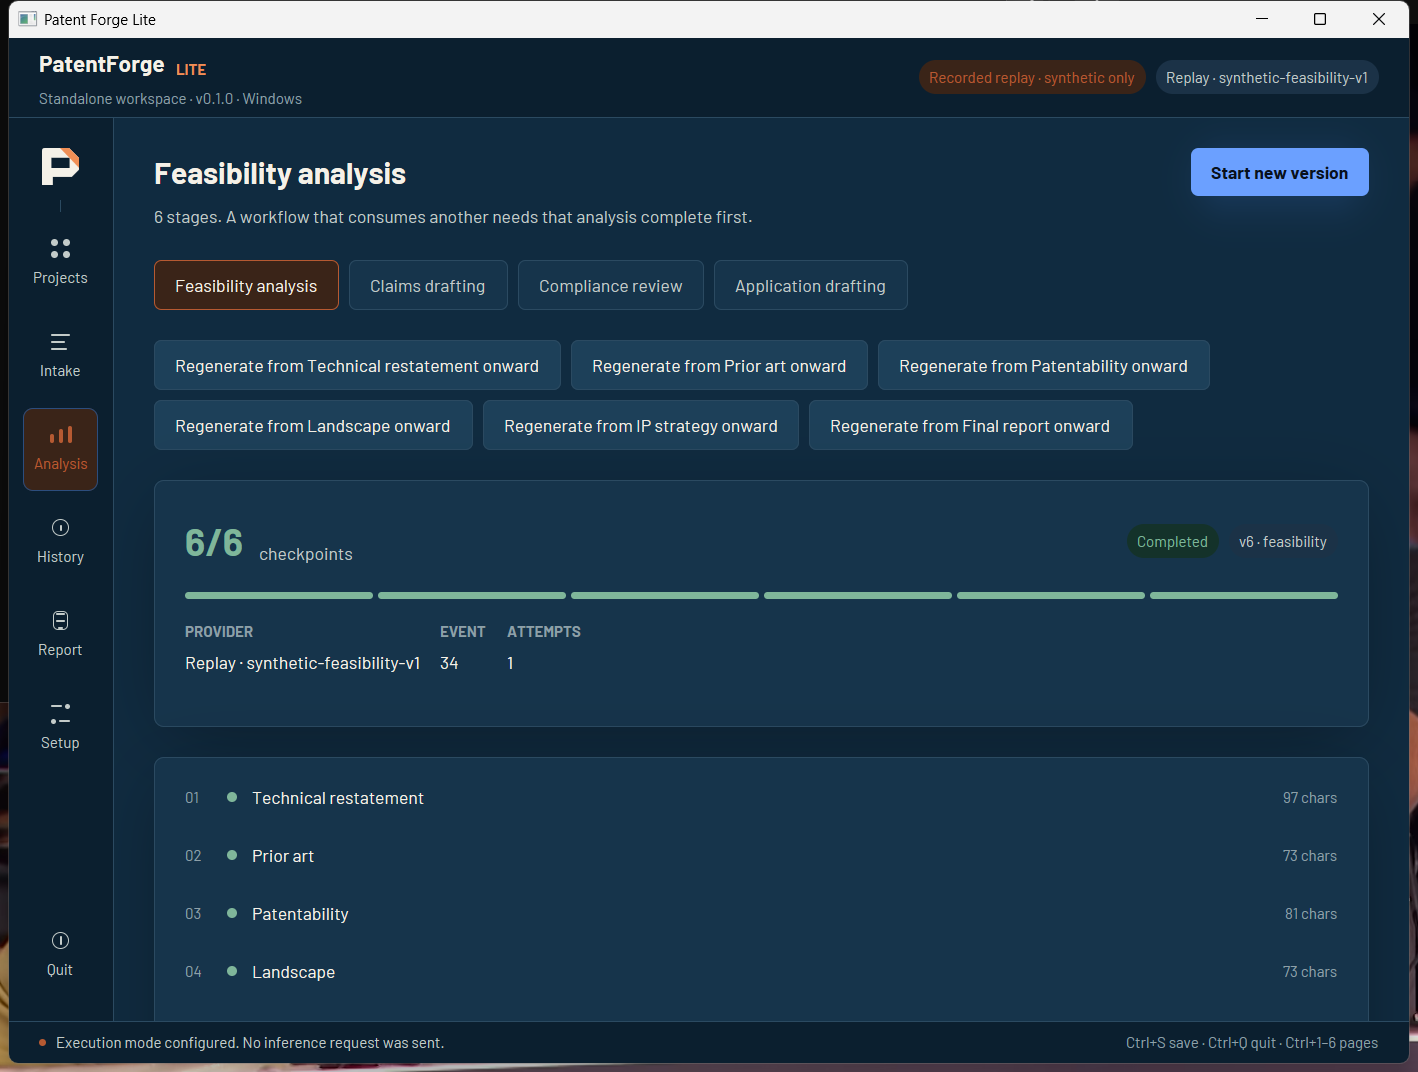 Patent Forge Lite
PatentForge LITE
Standalone workspace · v0.1.0 · Windows
Recorded replay · synthetic only
Replay · synthetic-feasibility-v1
Projects
Intake
Analysis
History
Report
Setup
Quit
Feasibility analysis
Start new version
6 stages. A workflow that consumes another needs that analysis complete first.
Feasibility analysis
Claims drafting
Compliance review
Application drafting
Regenerate from Technical restatement onward
Regenerate from Prior art onward
Regenerate from Patentability onward
Regenerate from Landscape onward
Regenerate from IP strategy onward
Regenerate from Final report onward
6/6 checkpoints
Completed
v6 · feasibility
PROVIDER EVENT ATTEMPTS
Replay · synthetic-feasibility-v1 34 1
01 Technical restatement 97 chars
02 Prior art 73 chars
03 Patentability 81 chars
04 Landscape 73 chars
Execution mode configured. No inference request was sent.
Ctrl+S save · Ctrl+Q quit · Ctrl+1–6 pages